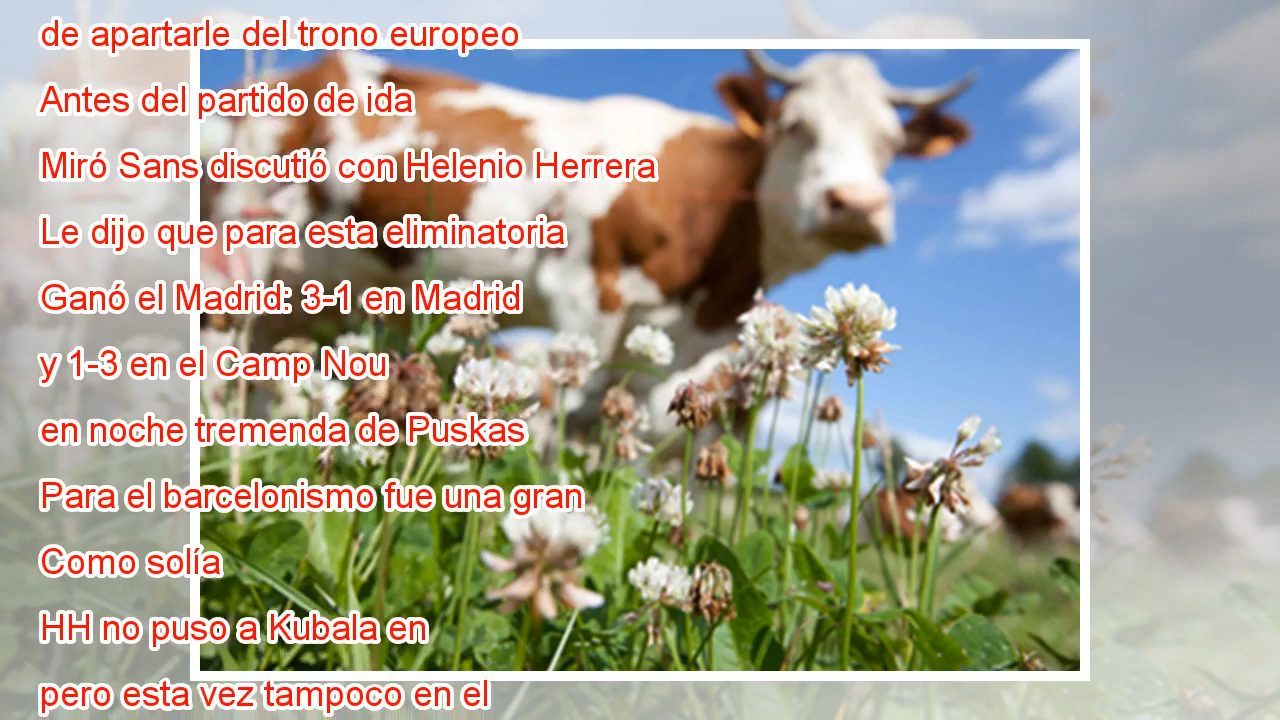 de apartarle del trono europeo
Antes del partido de ida
Miró Sans discutió con Helenio Herrera
Le dijo que para esta eliminatoria
Ganó el Madrid: 3-1 en Madrid
y 1-3 en el Camp Nou
en noche tremenda de Puskas
Para el barcelonismo fue una gran
Como solía
HH no puso a Kubala en
pero esta vez tampoco en el